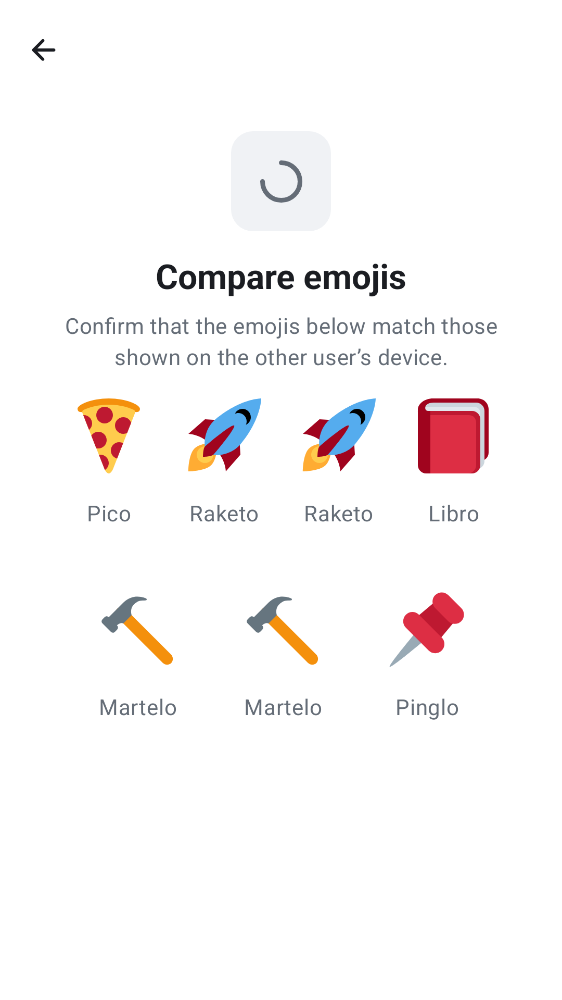 Compare emojis
Confirm that the emojis below match those
shown on the other user’s device.
Pico Raketo Raketo Libro
Martelo Martelo Pinglo